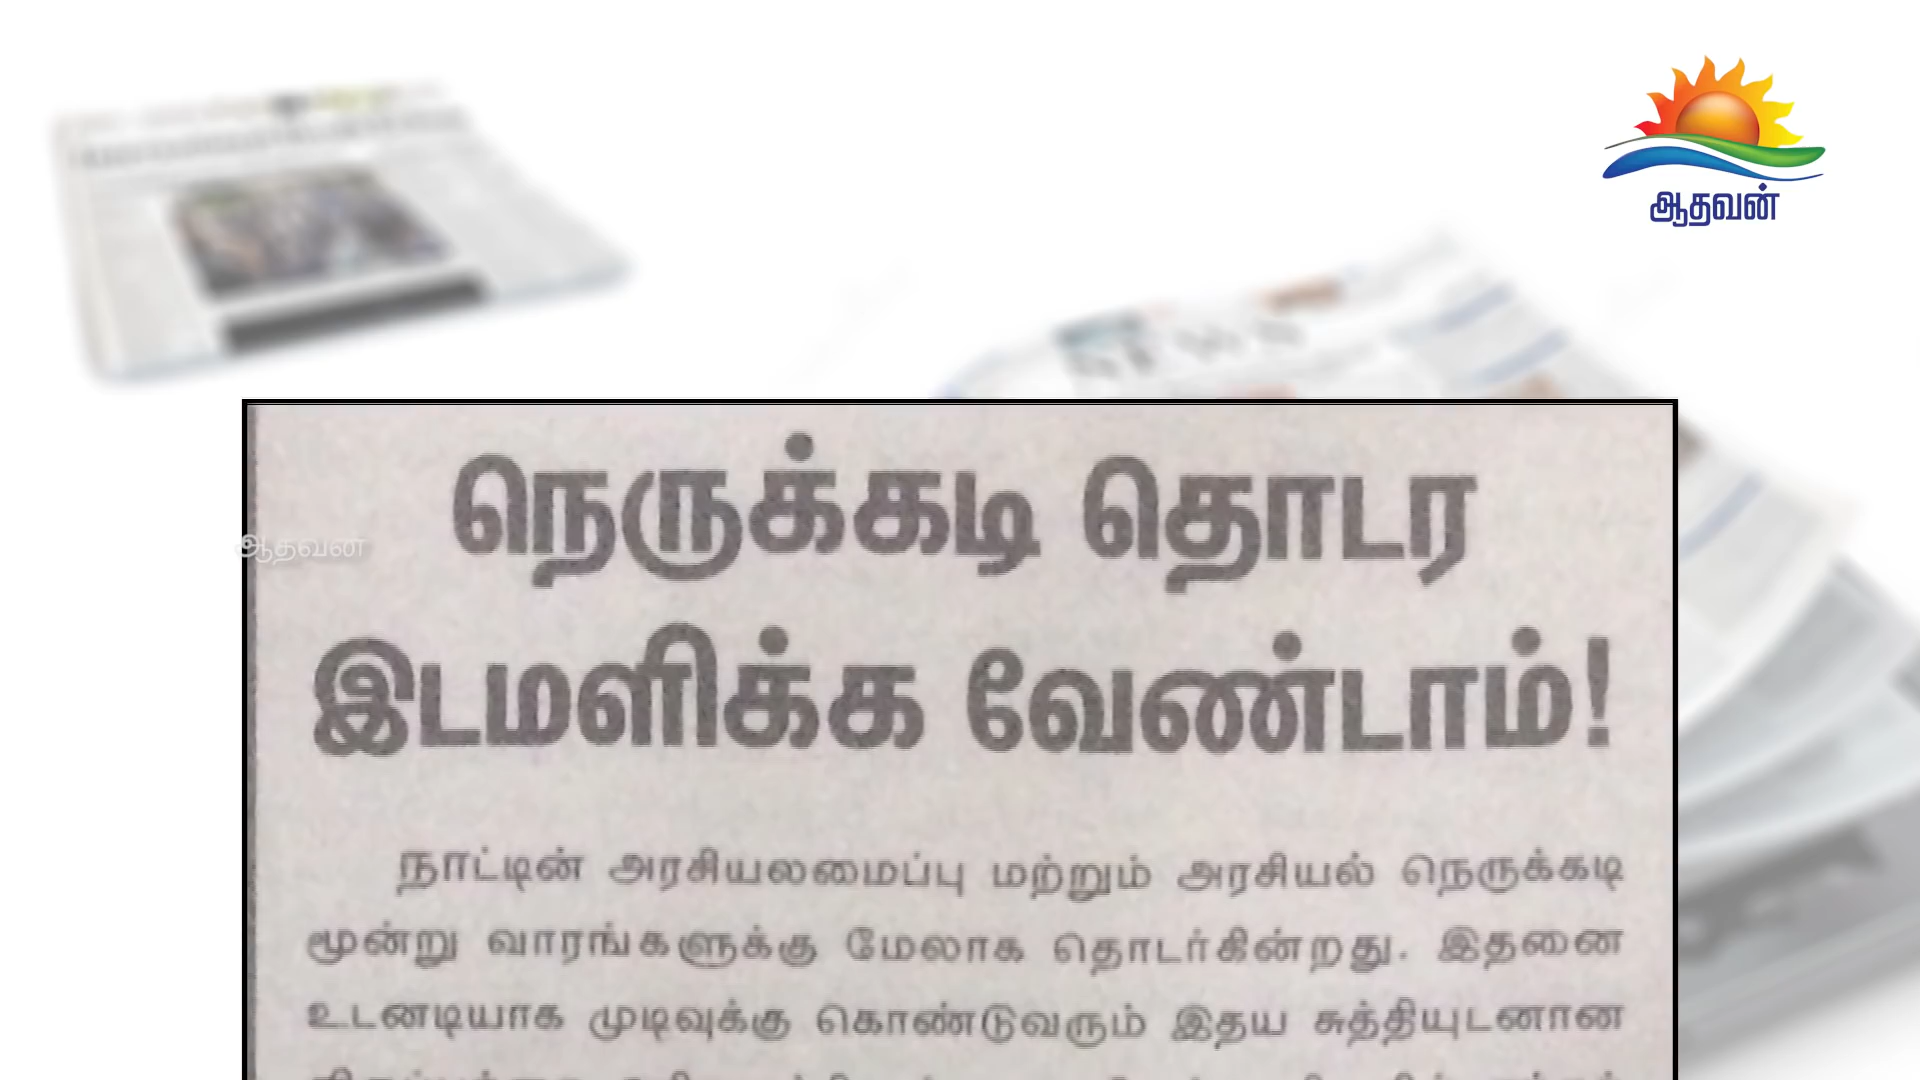 ஆதவன்
நெருக்கடி தொடர
ஆதவன்
இடமளிக்க வேண்டாம்!
நாட்டின் அரசியலமைப்பு மற்றும் அரசியல் நெருக்கடி
மூன்று வாரங்களுக்கு மேலாக தொடர்கின்றது. இதனை
உடனடியாக முடிவுக்கு கொண்டுவரும் இதய சுத்தியுடனான